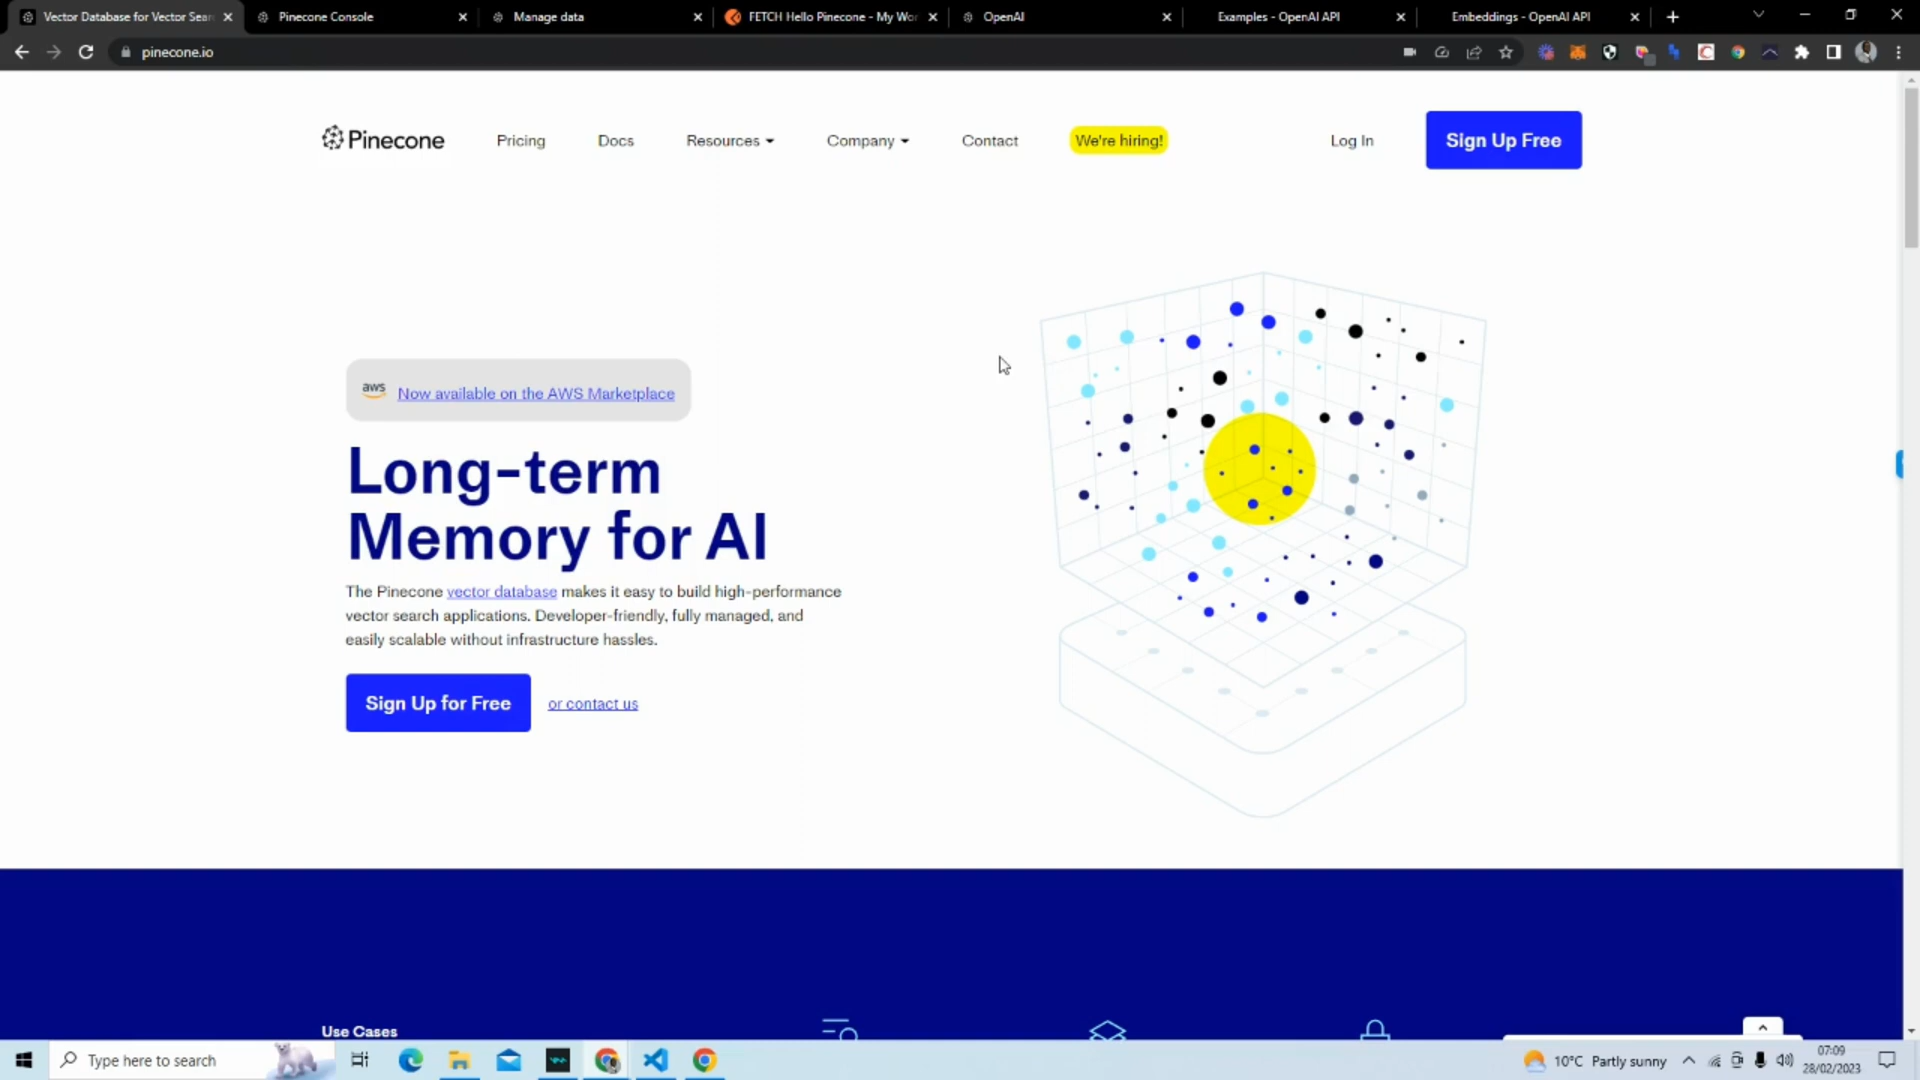 Vector Database for Vector Sear
Pinecone Console
Manage data
FETCH Hello Pinecone - My Wor
OpenAI
Examples - OpenAI API
Embeddings - OpenAI API
pinecone.io
Pinecone
Pricing
Docs
Resources
Company
Contact
We're hiring!
Log In
Sign Up Free
aws
Now available on the AWS Marketplace
Long-term
Memory for AI
The Pinecone vector database makes it easy to build high-performance
vector search applications. Developer-friendly, fully managed, and
easily scalable without infrastructure hassles.
Sign Up for Free
or contact us
Use Cases
Type here to search
10°C Partly sunny
07:09
28/02/2023